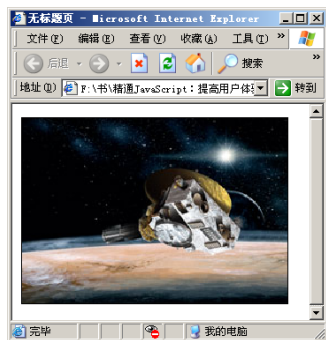 无标题页 - Microsoft Internet Explorer
文件(F) 编辑(E) 查看(V) 收藏(A) 工具(T) »
后退 搜索 »
地址(D) F:\书\精通JavaScript:提高用户体 转到
完毕 我的电脑